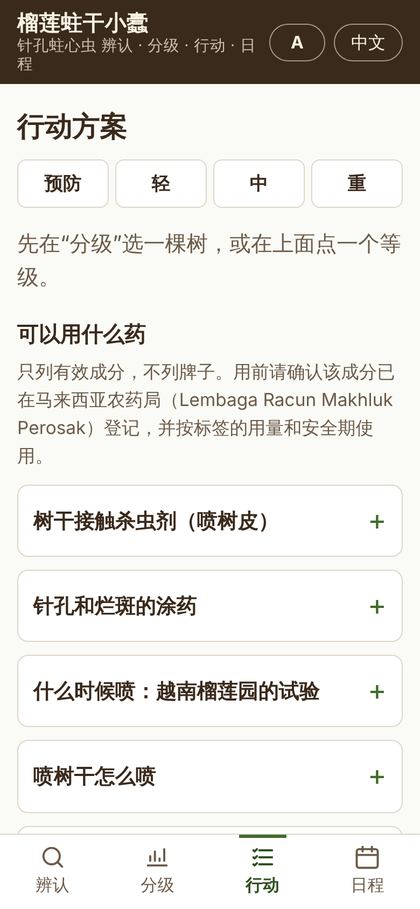 榴莲蛀干小蠹
针孔蛀心虫 辨认 · 分级 · 行动 · 日
程
A
中文
行动方案
预防
轻
中
重
先在“分级”选一棵树，或在上面点一个等
级。
可以用什么药
只列有效成分，不列牌子。用前请确认该成分已
在马来西亚农药局（Lembaga Racun Makhluk
Perosak）登记，并按标签的用量和安全期使
用。
树干接触杀虫剂（喷树皮） +
针孔和烂斑的涂药 +
什么时候喷：越南榴莲园的试验 +
喷树干怎么喷 +
辨认
分级
行动
日程